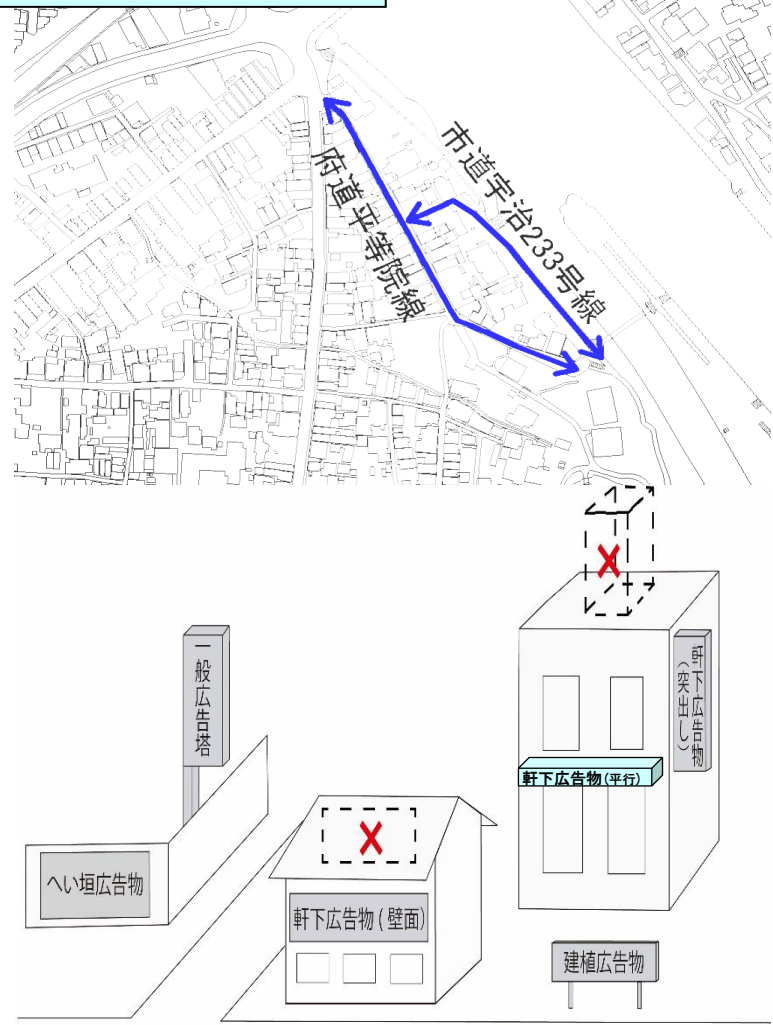 市道宇治233号線
府道平等院線
一般広告塔
軒下広告物
(突出し)
軒下広告物(平行)
へい垣広告物
軒下広告物(壁面)
建植広告物